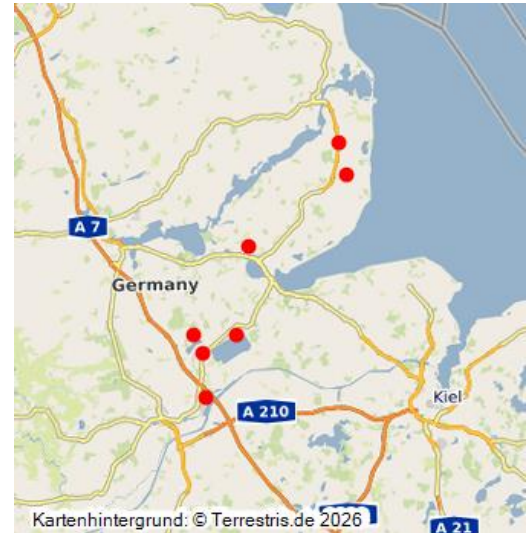 A 7
Germany
Kiel
A 210
Kartenhintergrund: © Terrestris.de 2026
A 21